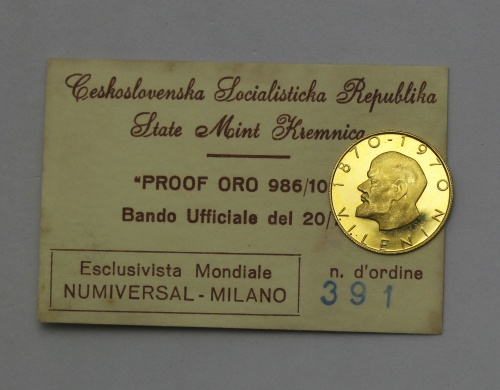 Ceskoslovenska Socialisticka Republika
State Mint Kremnica
"PROOF ORO 986/10
Bando Ufficiale del 20/
Esclusivista Mondiale
NUMIVERSAL - MILANO
n. d'ordine
391
1870-1970
V.I.LENIN